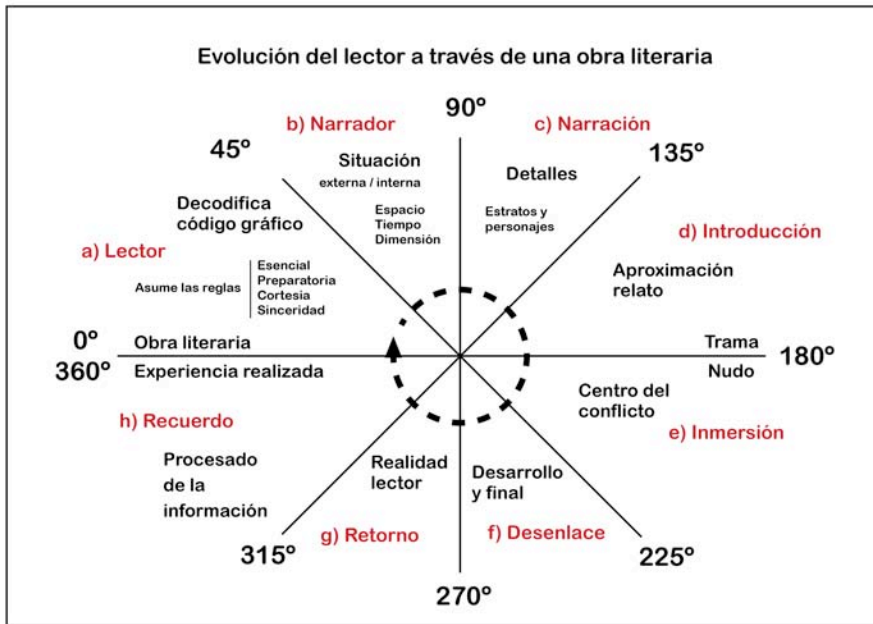 Evolución del lector a través de una obra literaria
90º
b) Narrador
c) Narración
45º
135º
Situación
externa / interna
Detalles
Decodifica
código gráfico
Espacio
Tiempo
Dimensión
Estratos y
personajes
a) Lector
d) Introducción
Asume las reglas
Esencial
Preparatoria
Cortesia
Sinceridad
Aproximación
relato
0º
Obra literaria
Trama
180º
360º
Experiencia realizada
Nudo
Centro del
conflicto
h) Recuerdo
e) Inmersión
Procesado
de la
información
Realidad
lector
Desarrollo
y final
315º
g) Retorno
f) Desenlace
225º
270º